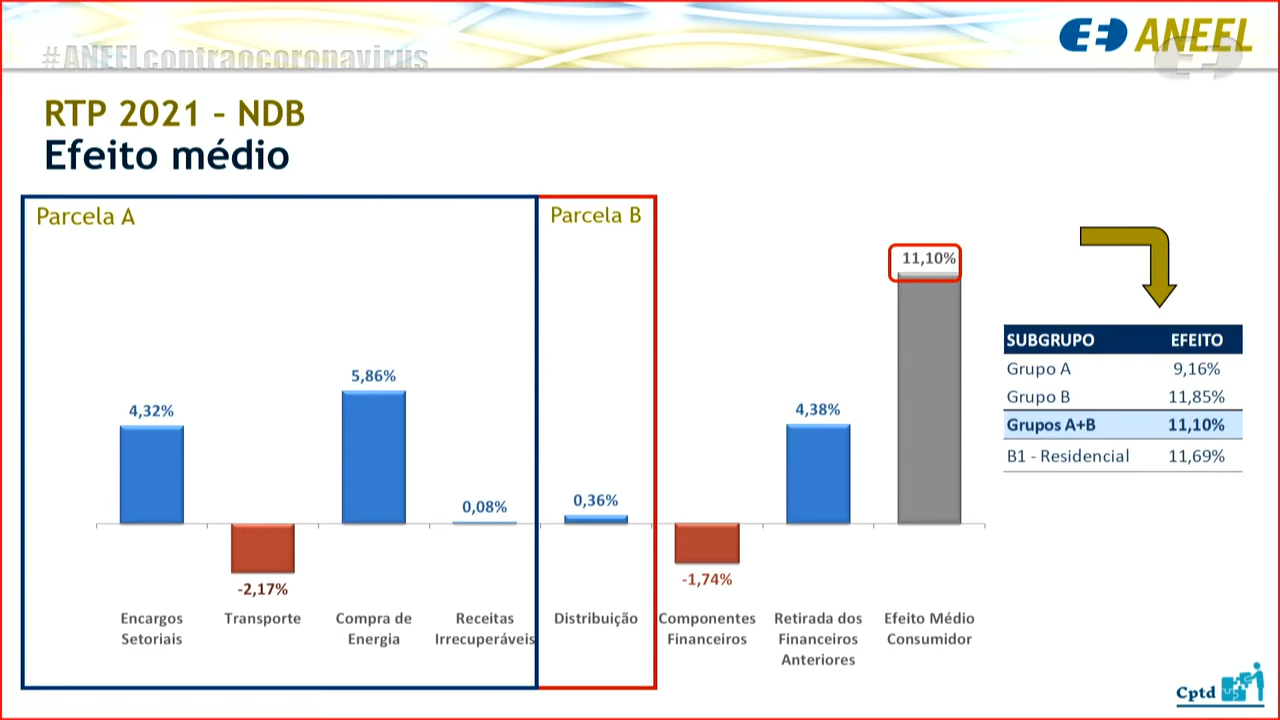 #ANEELcontraocoronavirus
ANEEL
RTP 2021 – NDB
Efeito médio
Parcela A
Parcela B
11,10%
5,86%
4,32%
4,38%
0,08%
0,36%
-2,17%
-1,74%
Encargos
Setoriais
Transporte
Compra de
Energia
Receitas
Irrecuperáveis
Distribuição
Componentes
Financeiros
Retirada dos
Financeiros
Anteriores
Efeito Médio
Consumidor
SUBGRUPO EFEITO
Grupo A 9,16%
Grupo B 11,85%
Grupos A+B 11,10%
B1 - Residencial 11,69%
Cptd